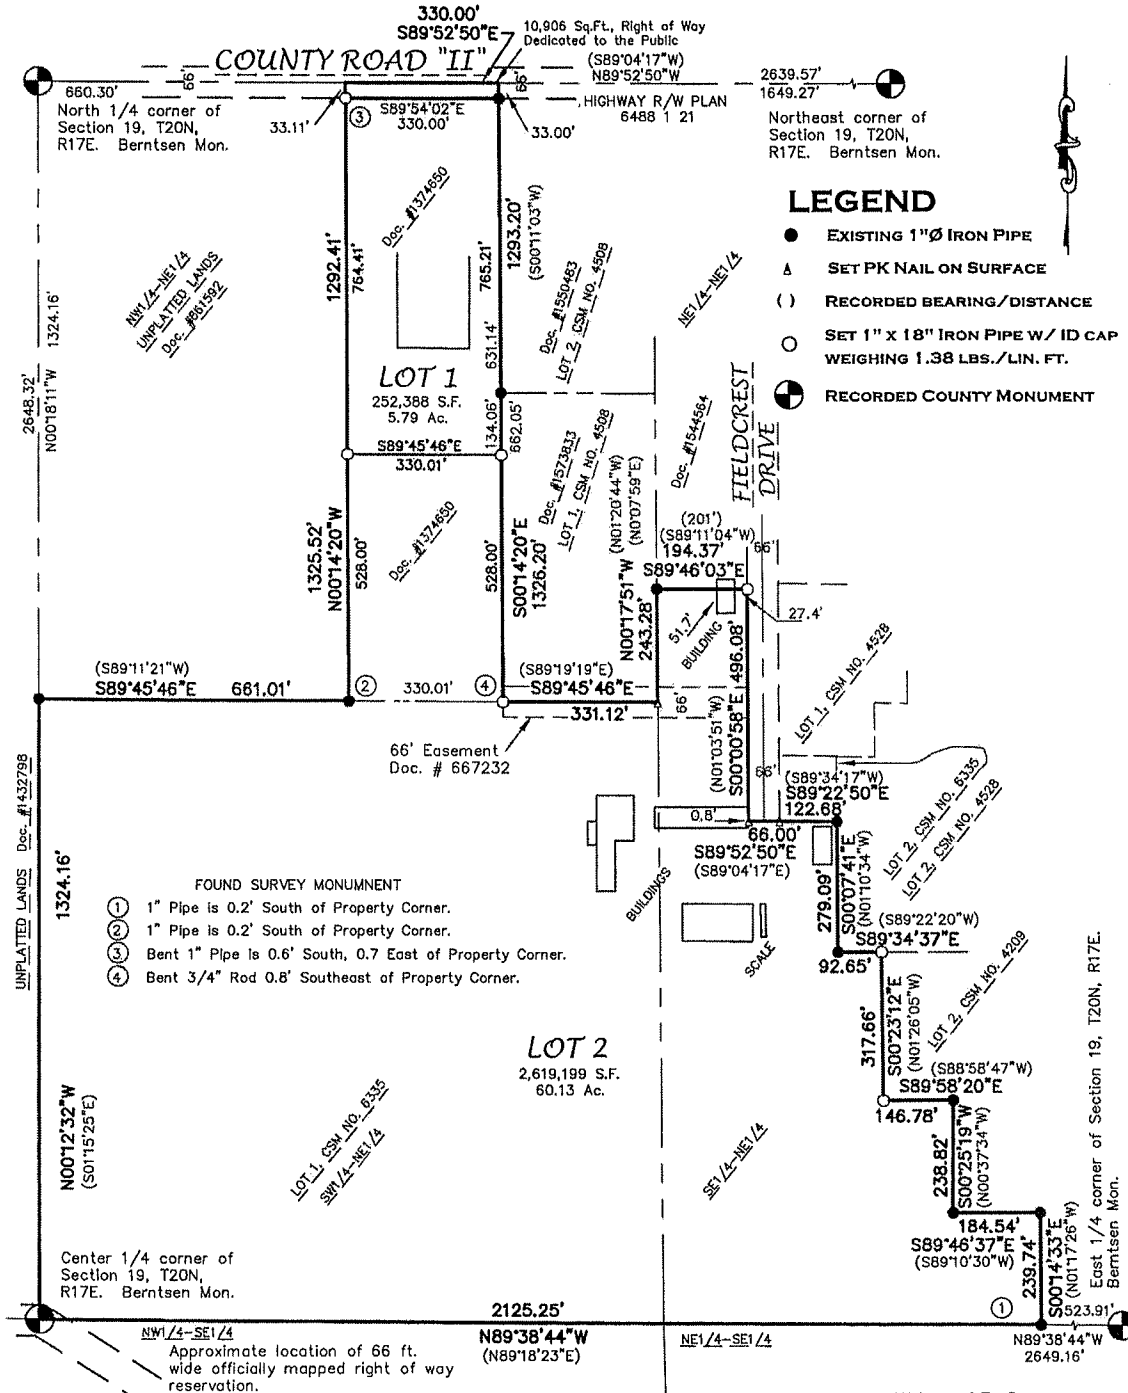 330.00'
S89°52'50"E
10,906 Sq.Ft., Right of Way
Dedicated to the Public
COUNTY ROAD "II"
(S89°04'17"W)
N89°52'50"W
2639.57'
1649.27'
660.30'
66'
66'
North 1/4 corner of
Section 19, T20N,
R17E. Berntsen Mon.
33.11'
3
S89°54'02"E
330.00'
33.00'
HIGHWAY R/W PLAN
6488 1 21
Northeast corner of
Section 19, T20N,
R17E. Berntsen Mon.
LEGEND
EXISTING 1"Ø IRON PIPE
SET PK NAIL ON SURFACE
( ) RECORDED BEARING/DISTANCE
SET 1" X 18" IRON PIPE W/ ID CAP
WEIGHING 1.38 LBS./LIN. FT.
RECORDED COUNTY MONUMENT
NW1/4-NE1/4
UNPLATTED LANDS
Doc. #861592
1324.16'
2648.32'
N00°18'11"W
1292.41'
764.41'
Doc. #1374650
765.21'
1293.20'
(S00°11'03"W)
631.14'
Doc. #1550483
LOT 2, CSM NO. 4508
NE1/4-NE1/4
LOT 1
252,388 S.F.
5.79 Ac.
134.06'
662.05'
S89°45'46"E
330.01'
Doc. #1573833
LOT 1, CSM NO. 4508
Doc. #1544564
FIELDCREST
DRIVE
1325.52'
N00°14'20"W
528.00'
Doc. #1374650
528.00'
S00°14'20"E
1326.20'
(N01°20'44"W)
(N0°07'59"E)
N00°17'51"W
243.28'
(201')
(S89°11'04"W)
194.37'
S89°46'03"E
66'
27.4'
51.7'
BUILDING
496.08'
S00°00'58"E
(N01°03'51"W)
(S89°11'21"W)
S89°45'46"E 661.01'
2
330.01'
4
(S89°19'19"E)
S89°45'46"E
331.12'
66'
66' Easement
Doc. # 667232
LOT 1, CSM NO. 4528
66'
(S89°34'17"W)
S89°22'50"E
122.68'
0.8'
66.00'
S89°52'50"E
(S89°04'17"E)
LOT 2, CSM NO. 6335
LOT 2, CSM NO. 4528
BUILDINGS
SCALE
279.09'
S00°07'41"E
(N01°10'34"W)
(S89°22'20"W)
S89°34'37"E
92.65'
UNPLATTED LANDS Doc. #1432798
1324.16'
FOUND SURVEY MONUMNENT
1 1" Pipe is 0.2' South of Property Corner.
2 1" Pipe is 0.2' South of Property Corner.
3 Bent 1" Pipe is 0.6' South, 0.7 East of Property Corner.
4 Bent 3/4" Rod 0.8' Southeast of Property Corner.
317.66'
S00°23'12"E
(N01°26'05"W)
LOT 2, CSM NO. 4209
(S88°58'47"W)
S89°58'20"E
146.78'
LOT 2
2,619,199 S.F.
60.13 Ac.
N00°12'32"W
(S01°15'25"E)
LOT 1, CSM NO. 6335
SW1/4-NE1/4
SE1/4-NE1/4
238.82'
S00°25'19"W
(N00°37'34"W)
184.54'
S89°46'37"E
(S89°10'30"W)
239.74'
S00°14'33"E
(N01°17'26"W)
East 1/4 corner of Section 19, T20N, R17E.
Berntsen Mon.
Center 1/4 corner of
Section 19, T20N,
R17E. Berntsen Mon.
1
523.91'
2125.25'
NW1/4-SE1/4
N89°38'44"W
(N89°18'23"E)
NE1/4-SE1/4
N89°38'44"W
2649.16'
Approximate location of 66 ft.
wide officially mapped right of way
reservation.